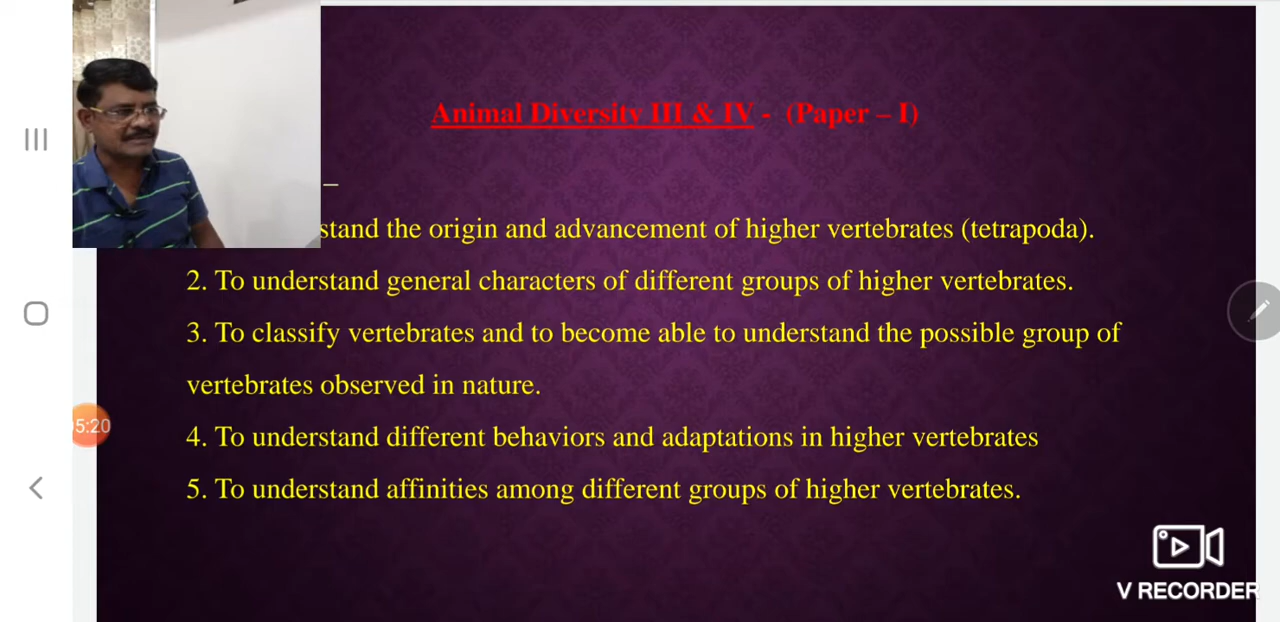 Animal Diversity III & IV - (Paper – I)
–
stand the origin and advancement of higher vertebrates (tetrapoda).
2. To understand general characters of different groups of higher vertebrates.
3. To classify vertebrates and to become able to understand the possible group of
vertebrates observed in nature.
4. To understand different behaviors and adaptations in higher vertebrates
5. To understand affinities among different groups of higher vertebrates.
5:20
V RECORDER